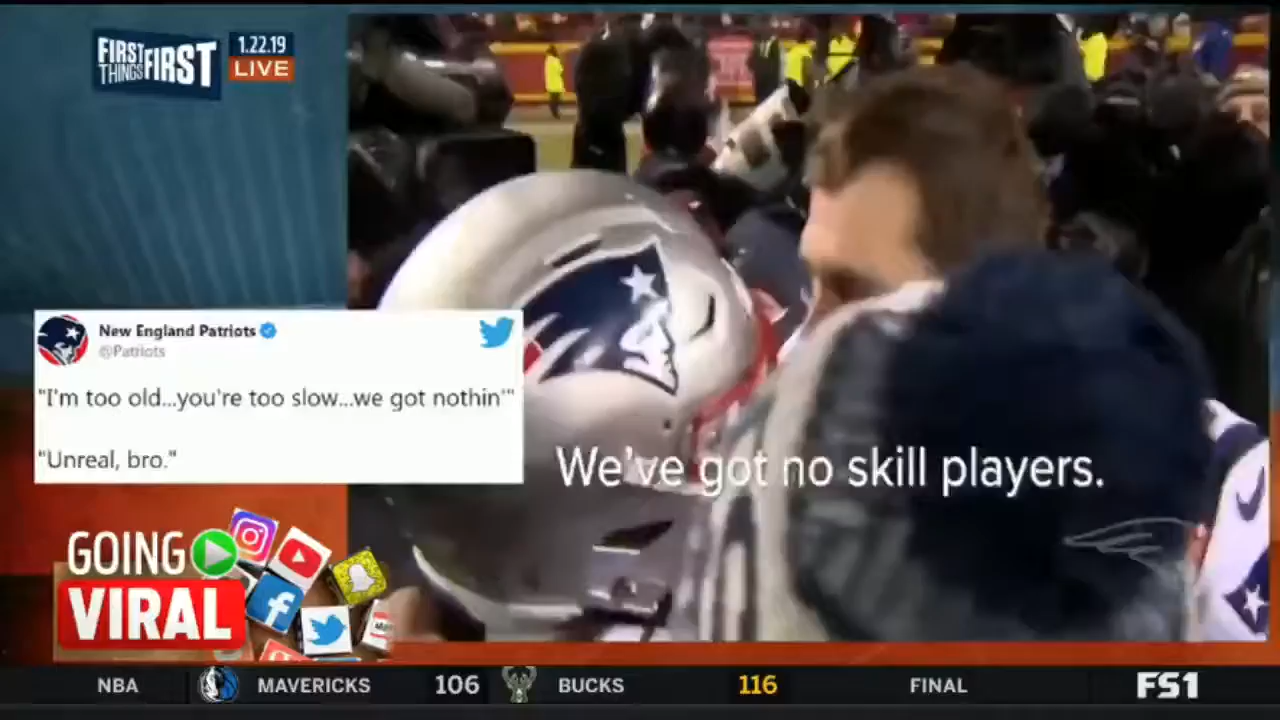 FIRST
THINGS FIRST
1.22.19
LIVE
New England Patriots
@Patriots
"I'm too old...you're too slow...we got nothin'"
"Unreal, bro."
We've got no skill players.
GOING
VIRAL
NBA MAVERICKS 106 BUCKS 116 FINAL FS1